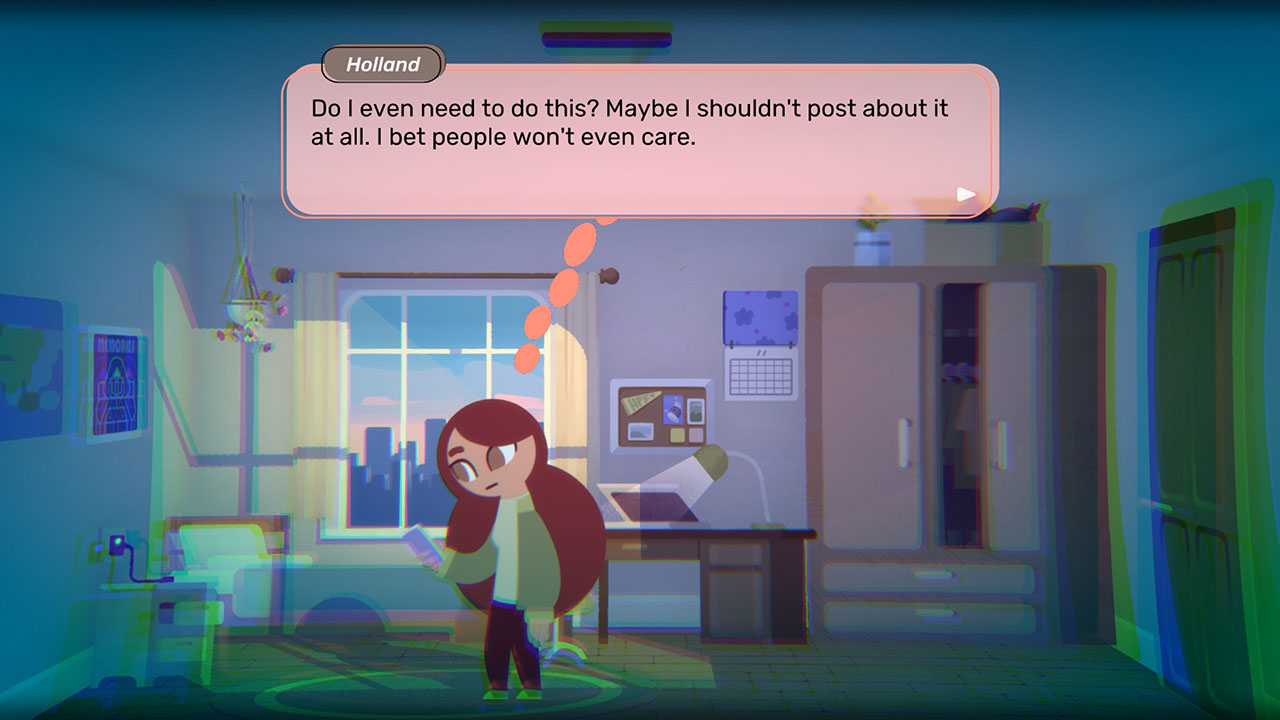 Holland
Do I even need to do this? Maybe I shouldn't post about it
at all. I bet people won't even care.
MEMORIES